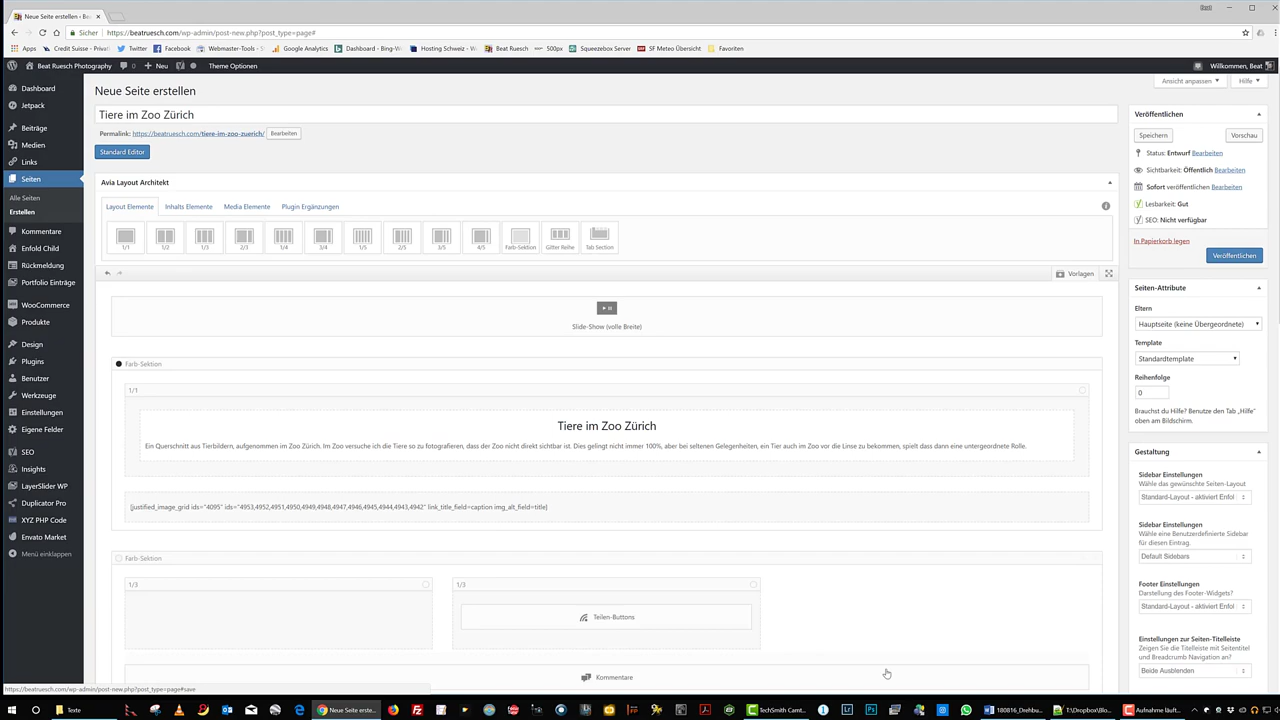 Neue Seite erstellen ‹
Sicher
https://beatruesch.com/wp-admin/post-new.php?post_type=page#
Apps
Credit Suisse - Privat
Twitter
Facebook
Webmaster-Tools
Google Analytics
Dashboard - Bing-W
Hosting Schweiz - W
Beat Ruesch
500px
Squeezebox Server
SF Meteo Übersicht
Favoriten
Beat Ruesch Photography
0
Neu
Theme Optionen
Willkommen, Beat
Dashboard
Jetpack
Beiträge
Medien
Links
Seiten
Alle Seiten
Erstellen
Kommentare
Enfold Child
Rückmeldung
Portfolio Einträge
WooCommerce
Produkte
Design
Plugins
Benutzer
Werkzeuge
Einstellungen
Eigene Felder
SEO
Insights
LayerSlider WP
Duplicator Pro
XYZ PHP Code
Envato Market
Menü einklappen
Ansicht anpassen
Hilfe
Neue Seite erstellen
Tiere im Zoo Zürich
Permalink: https://beatruesch.com/tiere-im-zoo-zuerich/
Bearbeiten
Standard Editor
Avia Layout Architekt
Layout Elemente
Inhalts Elemente
Media Elemente
Plugin Ergänzungen
1/1
1/2
1/3
2/3
1/4
3/4
1/5
2/5
3/5
4/5
Farb-Sektion
Gitter Reihe
Tab Section
Vorlagen
Slide-Show (volle Breite)
Farb-Sektion
1/1
Tiere im Zoo Zürich
Ein Querschnitt aus Tierbildern, aufgenommen im Zoo Zürich. Im Zoo versuche ich die Tiere so zu fotografieren, dass der Zoo nicht direkt sichtbar ist. Dies gelingt nicht immer 100%, aber bei seltenen Gelegenheiten, ein Tier auch im Zoo vor die Linse zu bekommen, spielt dass dann eine untergeordnete Rolle.
[justified_image_grid ids="4095" ids="4953,4952,4951,4950,4949,4948,4947,4946,4945,4944,4943,4942" link_title_field=caption img_alt_field=title]
Farb-Sektion
1/3
1/3
Teilen-Buttons
Kommentare
Veröffentlichen
Speichern
Vorschau
Status: Entwurf Bearbeiten
Sichtbarkeit: Öffentlich Bearbeiten
Sofort veröffentlichen Bearbeiten
Lesbarkeit: Gut
SEO: Nicht verfügbar
In Papierkorb legen
Veröffentlichen
Seiten-Attribute
Eltern
Hauptseite (keine Übergeordnete)
Template
Standardtemplate
Reihenfolge
0
Brauchst du Hilfe? Benutze den Tab „Hilfe"
oben am Bildschirm.
Gestaltung
Sidebar Einstellungen
Wähle das gewünschte Seiten-Layout
Standard-Layout - aktiviert Enfol
Sidebar Einstellungen
Wähle eine Benutzerdefinierte Sidebar
für diesen Eintrag.
Default Sidebars
Footer Einstellungen
Darstellung des Footer-Widgets?
Standard-Layout - aktiviert Enfol
Einstellungen zur Seiten-Titelleiste
Zeigen Sie die Titelleiste mit Seitentitel
und Breadcrumb Navigation an?
Beide Ausblenden
https://beatruesch.com/wp-admin/post-new.php?post_type=page#save
Texte
Neue Seite erste...
TechSmith Camt...
180816_Drehbu...
I:\Dropbox\Blo...
Aufnahme läuft...